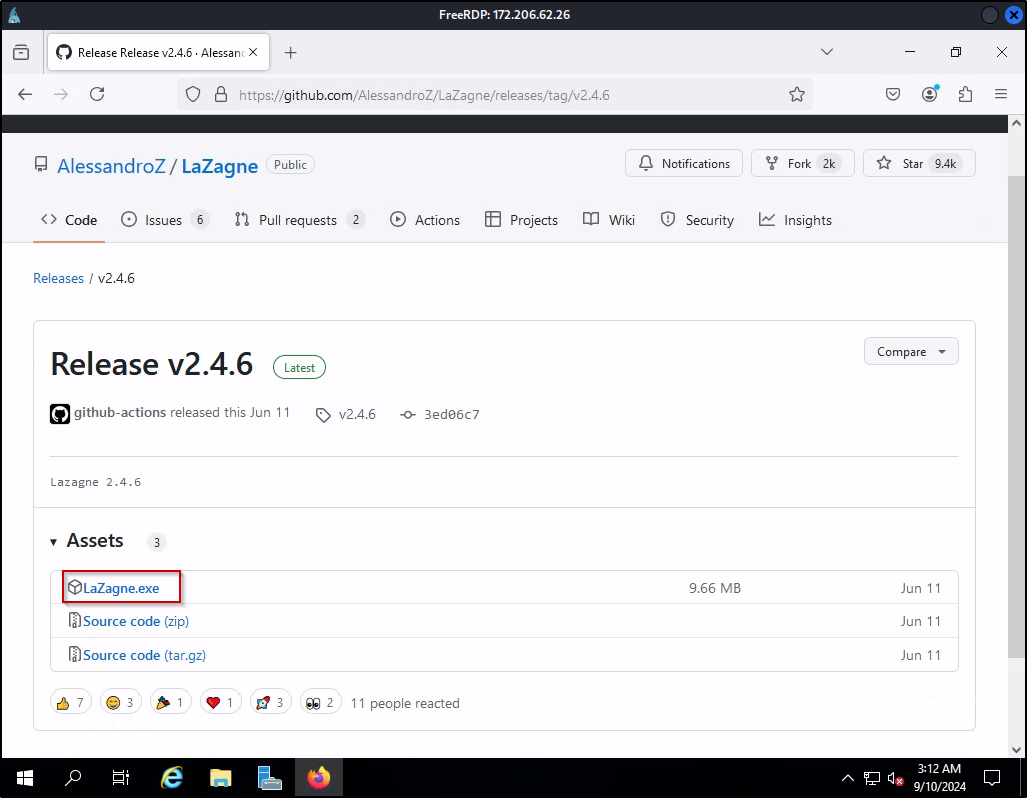 FreeRDP: 172.206.62.26
Release Release v2.4.6 · Alessan
https://github.com/AlessandroZ/LaZagne/releases/tag/v2.4.6
AlessandroZ / LaZagne Public
Notifications Fork 2k Star 9.4k
Code Issues 6 Pull requests 2 Actions Projects Wiki Security Insights
Releases / v2.4.6
Release v2.4.6 Latest Compare
github-actions released this Jun 11 v2.4.6 3ed06c7
Lazagne 2.4.6
Assets 3
LaZagne.exe 9.66 MB Jun 11
Source code (zip) Jun 11
Source code (tar.gz) Jun 11
7 3 1 1 3 2 11 people reacted
3:12 AM
9/10/2024